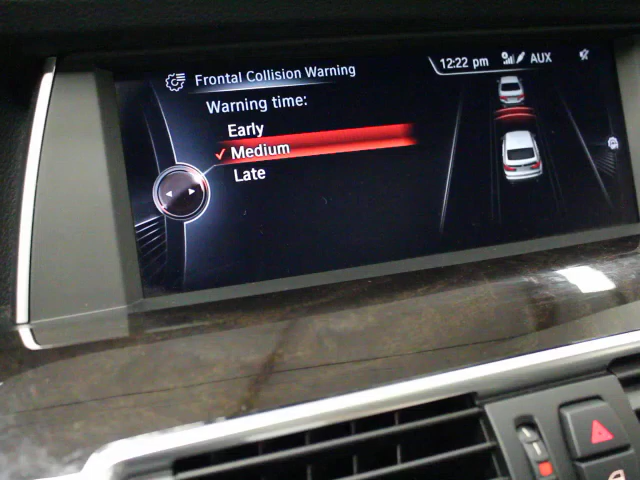 Frontal Collision Warning
12:22 pm
AUX
Warning time:
Early
✓ Medium
Late